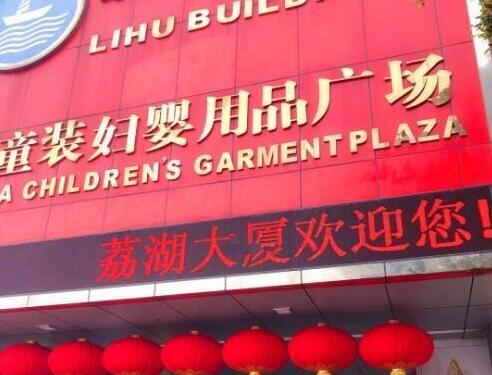 LIHU BUILD
童装妇婴用品广场
A CHILDREN'S GARMENT PLAZA
荔湖大厦欢迎您!